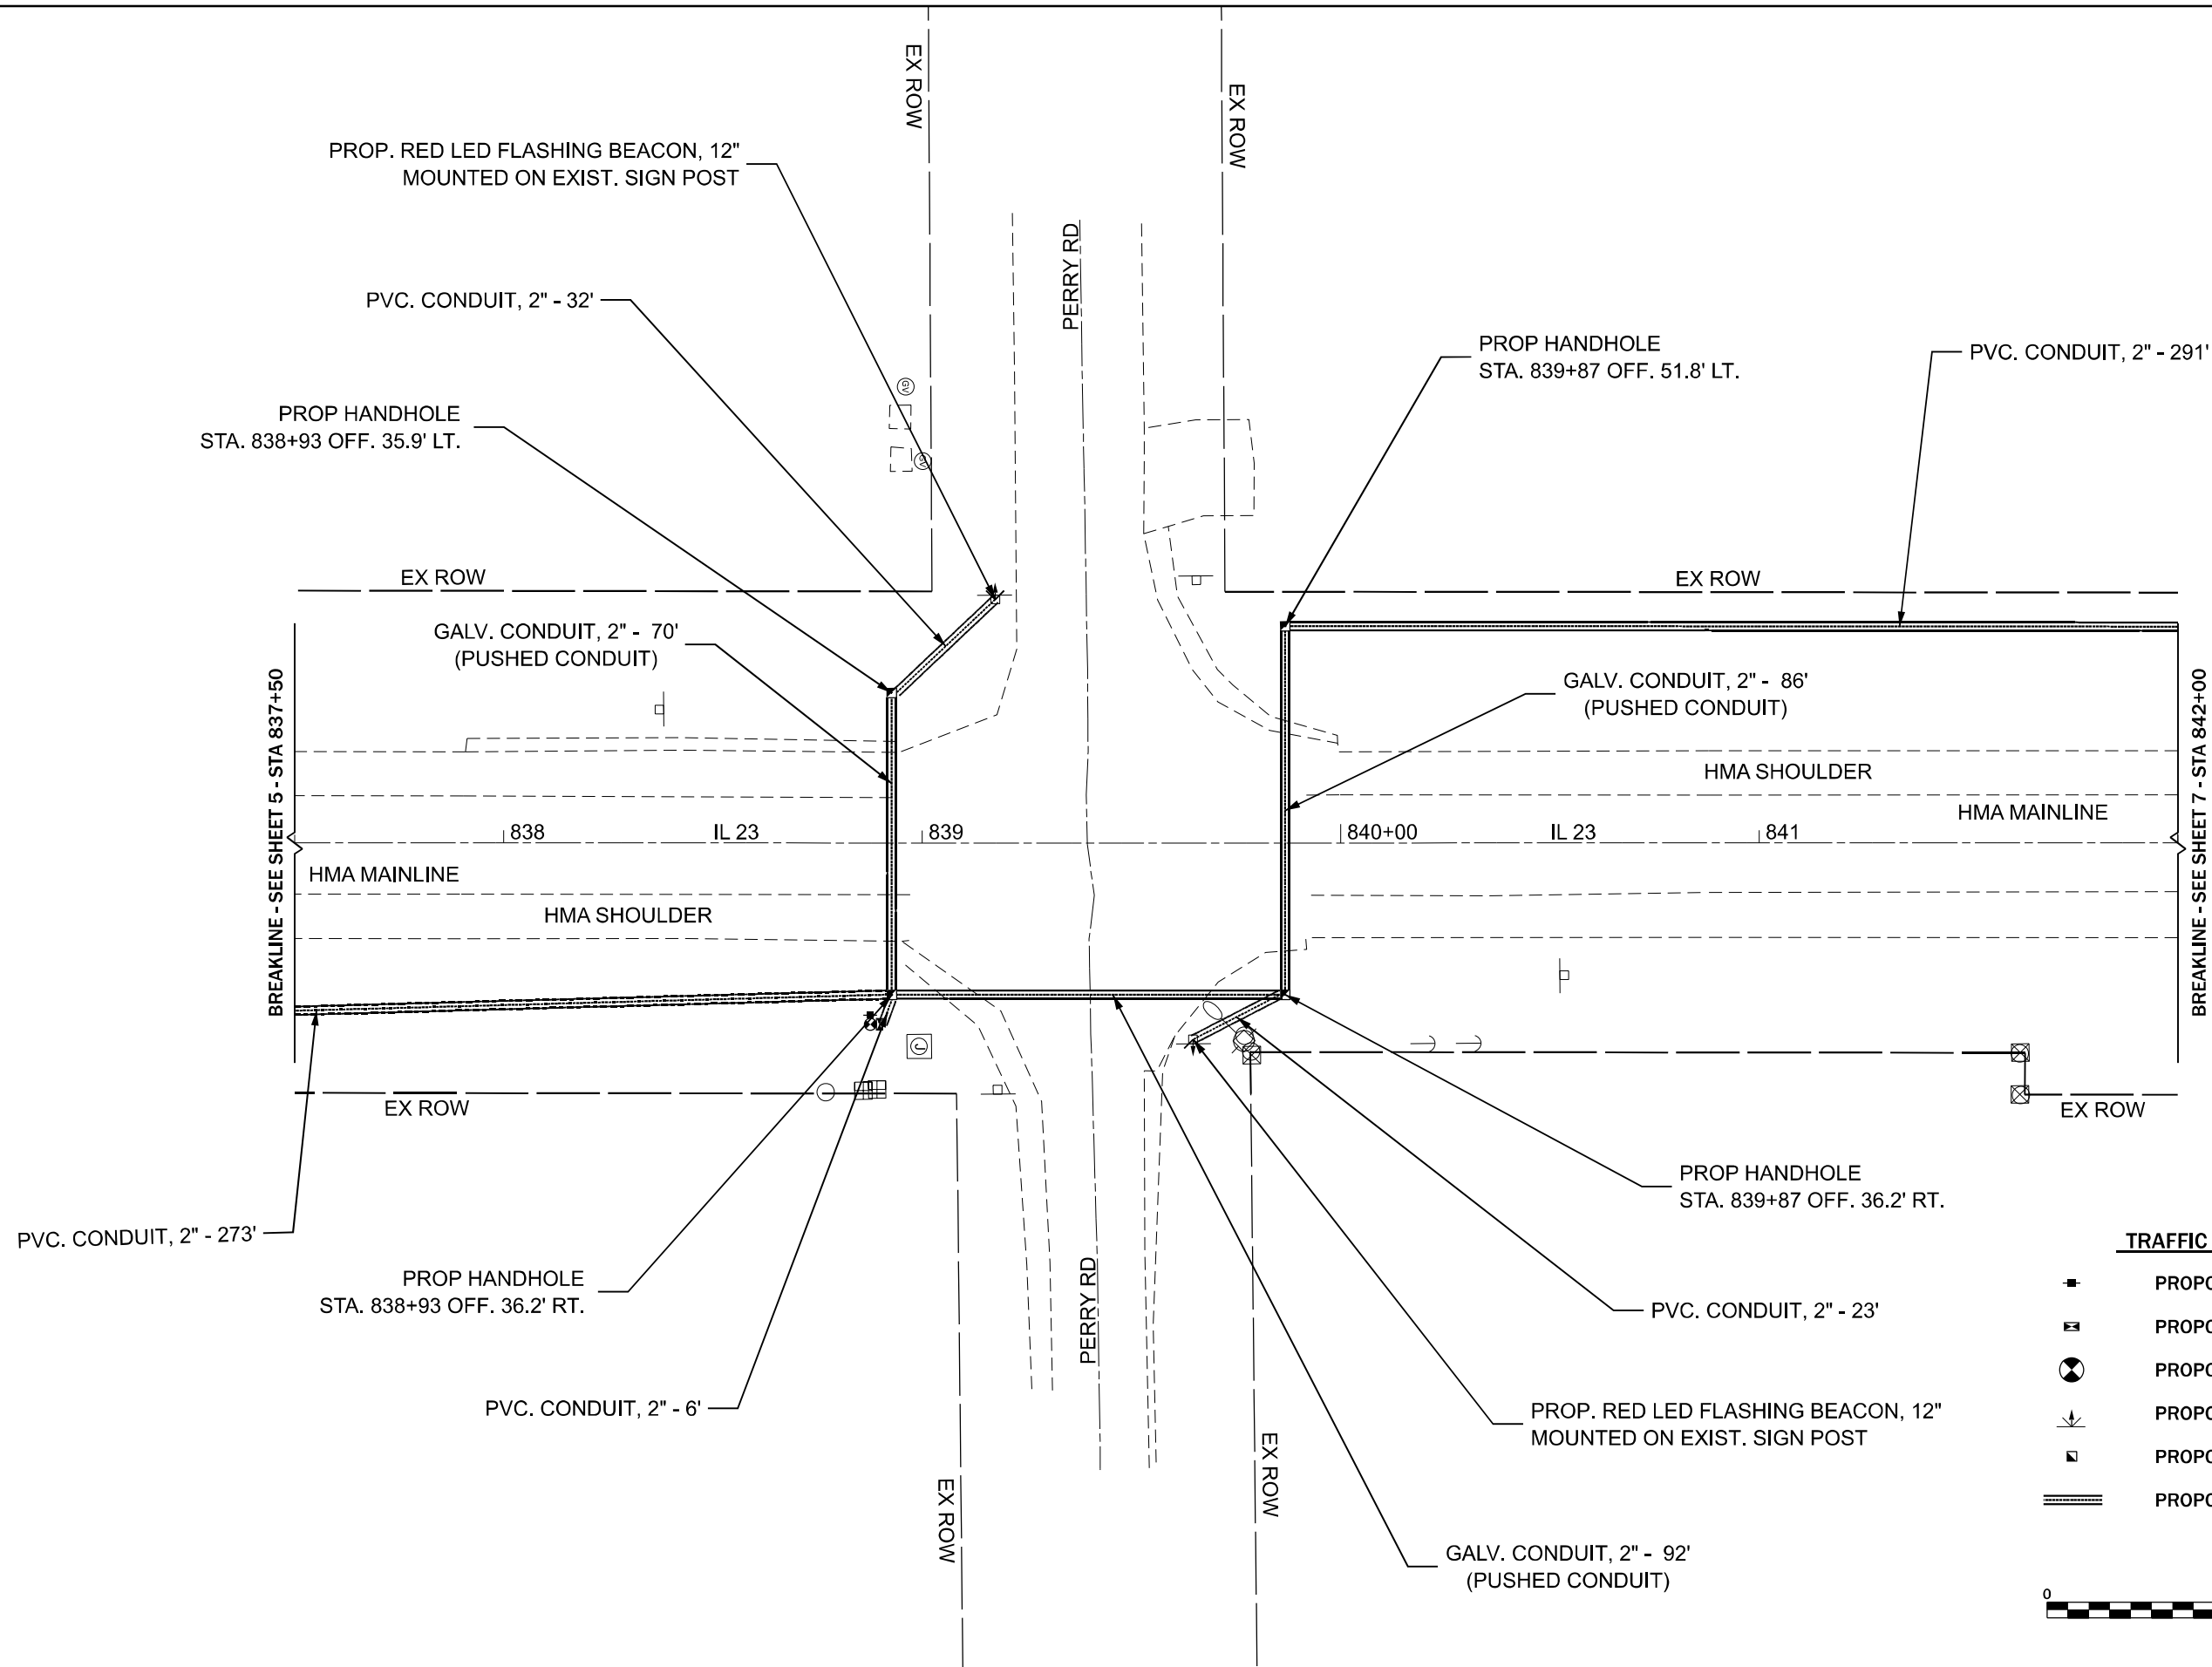 EX ROW
EX ROW
PROP. RED LED FLASHING BEACON, 12"
MOUNTED ON EXIST. SIGN POST
PERRY RD
PVC. CONDUIT, 2" - 32'
PROP HANDHOLE
STA. 839+87 OFF. 51.8' LT.
PVC. CONDUIT, 2" - 291'
GV
PROP HANDHOLE
STA. 838+93 OFF. 35.9' LT.
GV
EX ROW
EX ROW
GALV. CONDUIT, 2" - 70'
(PUSHED CONDUIT)
GALV. CONDUIT, 2" - 86'
(PUSHED CONDUIT)
BREAKLINE - SEE SHEET 5 - STA 837+50
BREAKLINE - SEE SHEET 7 - STA 842+00
HMA SHOULDER
HMA MAINLINE
838
IL 23
839
840+00
IL 23
841
HMA MAINLINE
HMA SHOULDER
J
EX ROW
EX ROW
PROP HANDHOLE
STA. 839+87 OFF. 36.2' RT.
PVC. CONDUIT, 2" - 273'
TRAFFIC
PROP HANDHOLE
STA. 838+93 OFF. 36.2' RT.
PERRY RD
PVC. CONDUIT, 2" - 23'
PROPO
PROPO
PROPO
PROPO
PROPO
PROPO
PVC. CONDUIT, 2" - 6'
PROP. RED LED FLASHING BEACON, 12"
MOUNTED ON EXIST. SIGN POST
EX ROW
EX ROW
GALV. CONDUIT, 2" - 92'
(PUSHED CONDUIT)
0